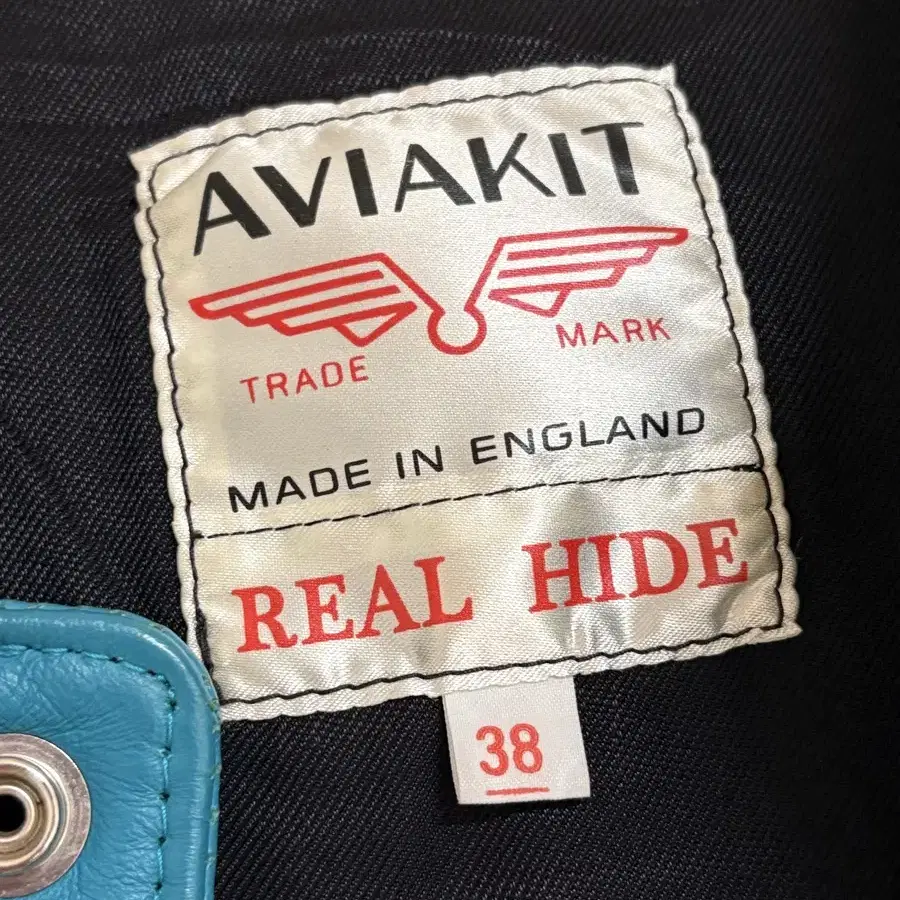 AVIAKIT
TRADE MARK
MADE IN ENGLAND
REAL HIDE
38